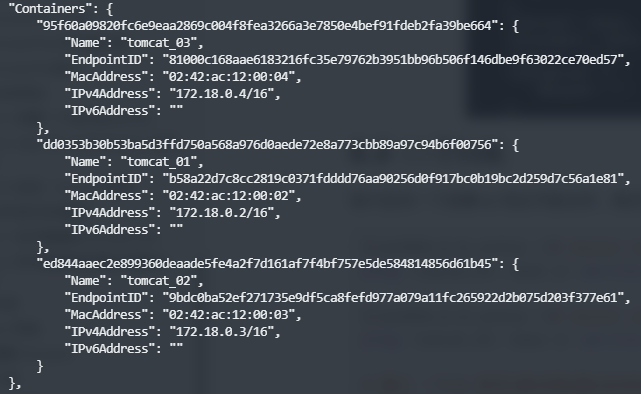 "Containers": {
"95f60a09820fc6e9eaa2869c004f8fea3266a3e7850e4bef91fdeb2fa39be664": {
"Name": "tomcat_03",
"EndpointID": "81000c168aae6183216fc35e79762b3951bb96b506f146dbe9f63022ce70ed57",
"MacAddress": "02:42:ac:12:00:04",
"IPv4Address": "172.18.0.4/16",
"IPv6Address": ""
},
"dd0353b30b53ba5d3ffd750a568a976d0aede72e8a773cbb89a97c94b6f00756": {
"Name": "tomcat_01",
"EndpointID": "b58a22d7c8cc2819c0371fdddd76aa90256d0f917bc0b19bc2d259d7c56a1e81",
"MacAddress": "02:42:ac:12:00:02",
"IPv4Address": "172.18.0.2/16",
"IPv6Address": ""
},
"ed844aaec2e899360deaade5fe4a2f7d161af7f4bf757e5de584814856d61b45": {
"Name": "tomcat_02",
"EndpointID": "9bdc0ba52ef271735e9df5ca8fefd977a079a11fc265922d2b075d203f377e61",
"MacAddress": "02:42:ac:12:00:03",
"IPv4Address": "172.18.0.3/16",
"IPv6Address": ""
}
},